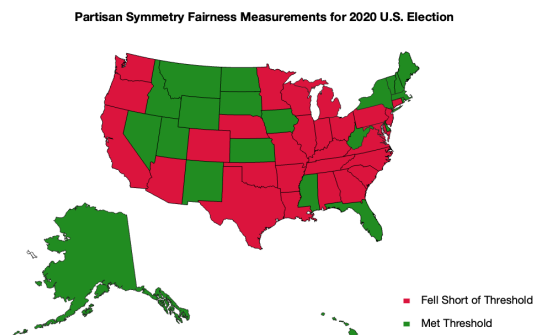 Partisan Symmetry Fairness Measurements for 2020 U.S. Election
Fell Short of Threshold
Met Threshold